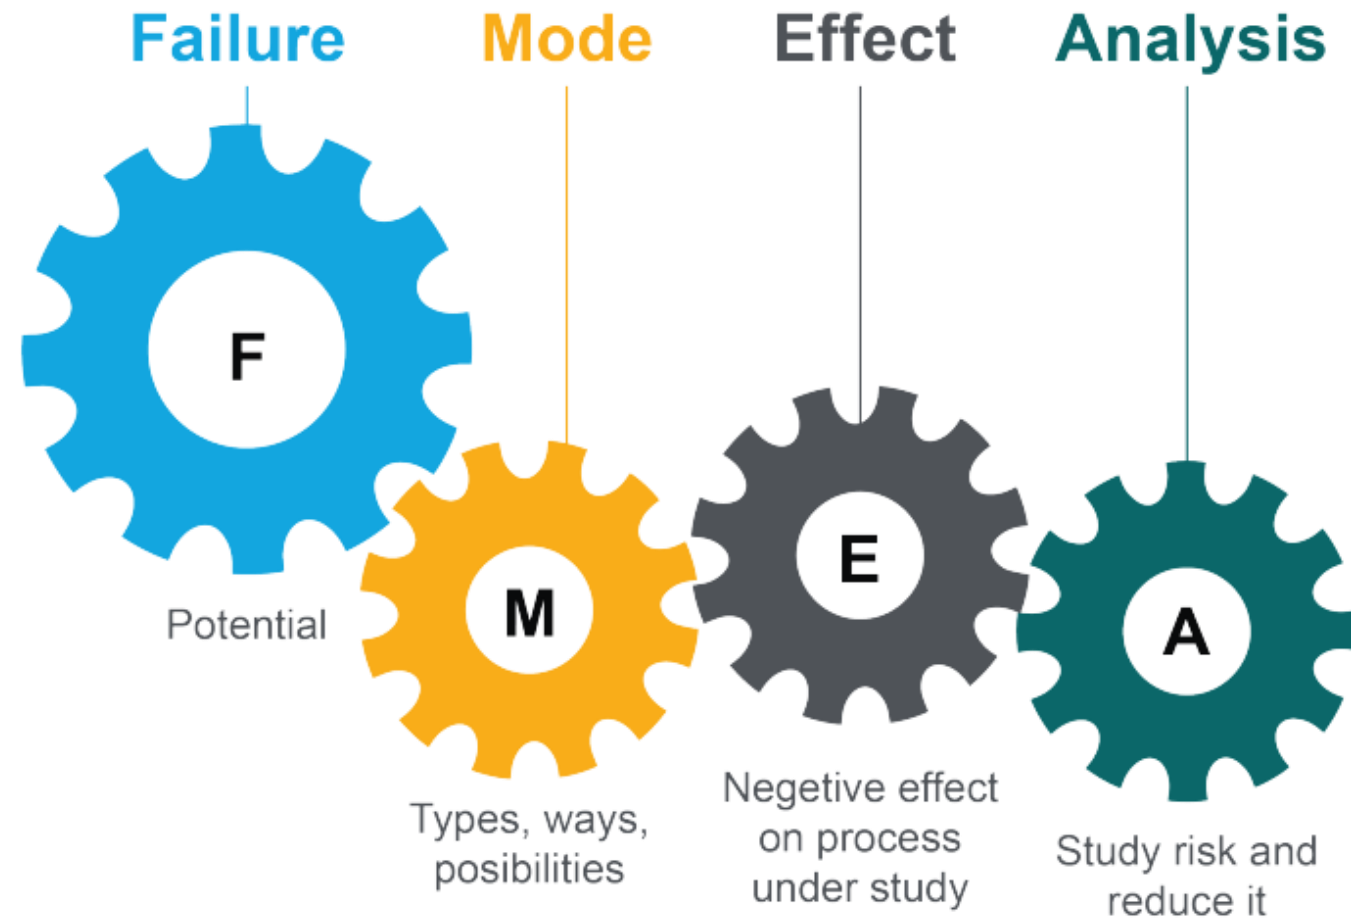 Failure Mode Effect Analysis
F
M
E
A
Potential
Types, ways,
posibilities
Negetive effect
on process
under study
Study risk and
reduce it